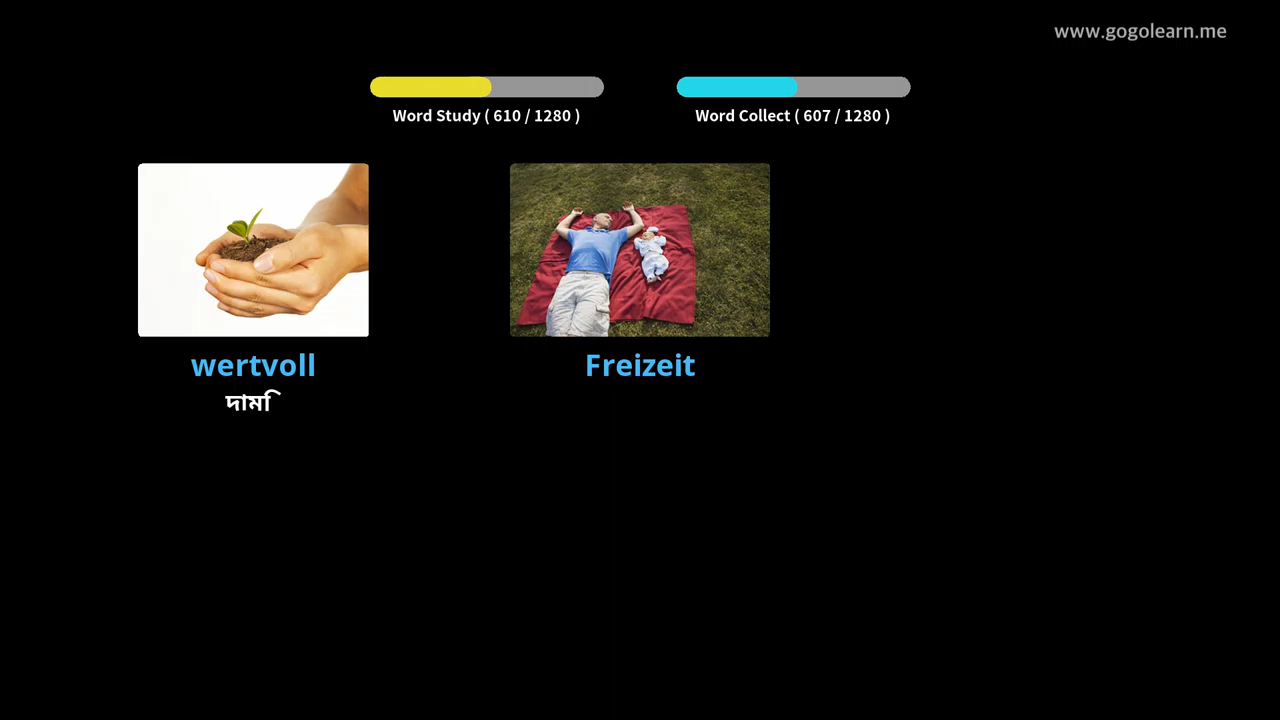 www.gogolearn.me
Word Study ( 610 / 1280 )
Word Collect ( 607 / 1280 )
wertvoll
Freizeit
দামি